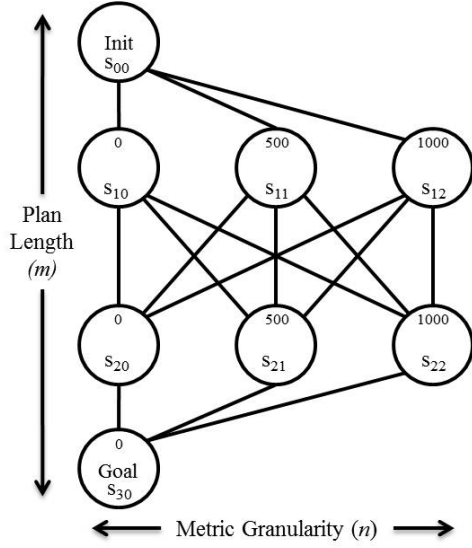 Init
s00
0 500 1000
s10 s11 s12
Plan
Length
(m)
0 500 1000
s20 s21 s22
0
Goal
s30
Metric Granularity (n)